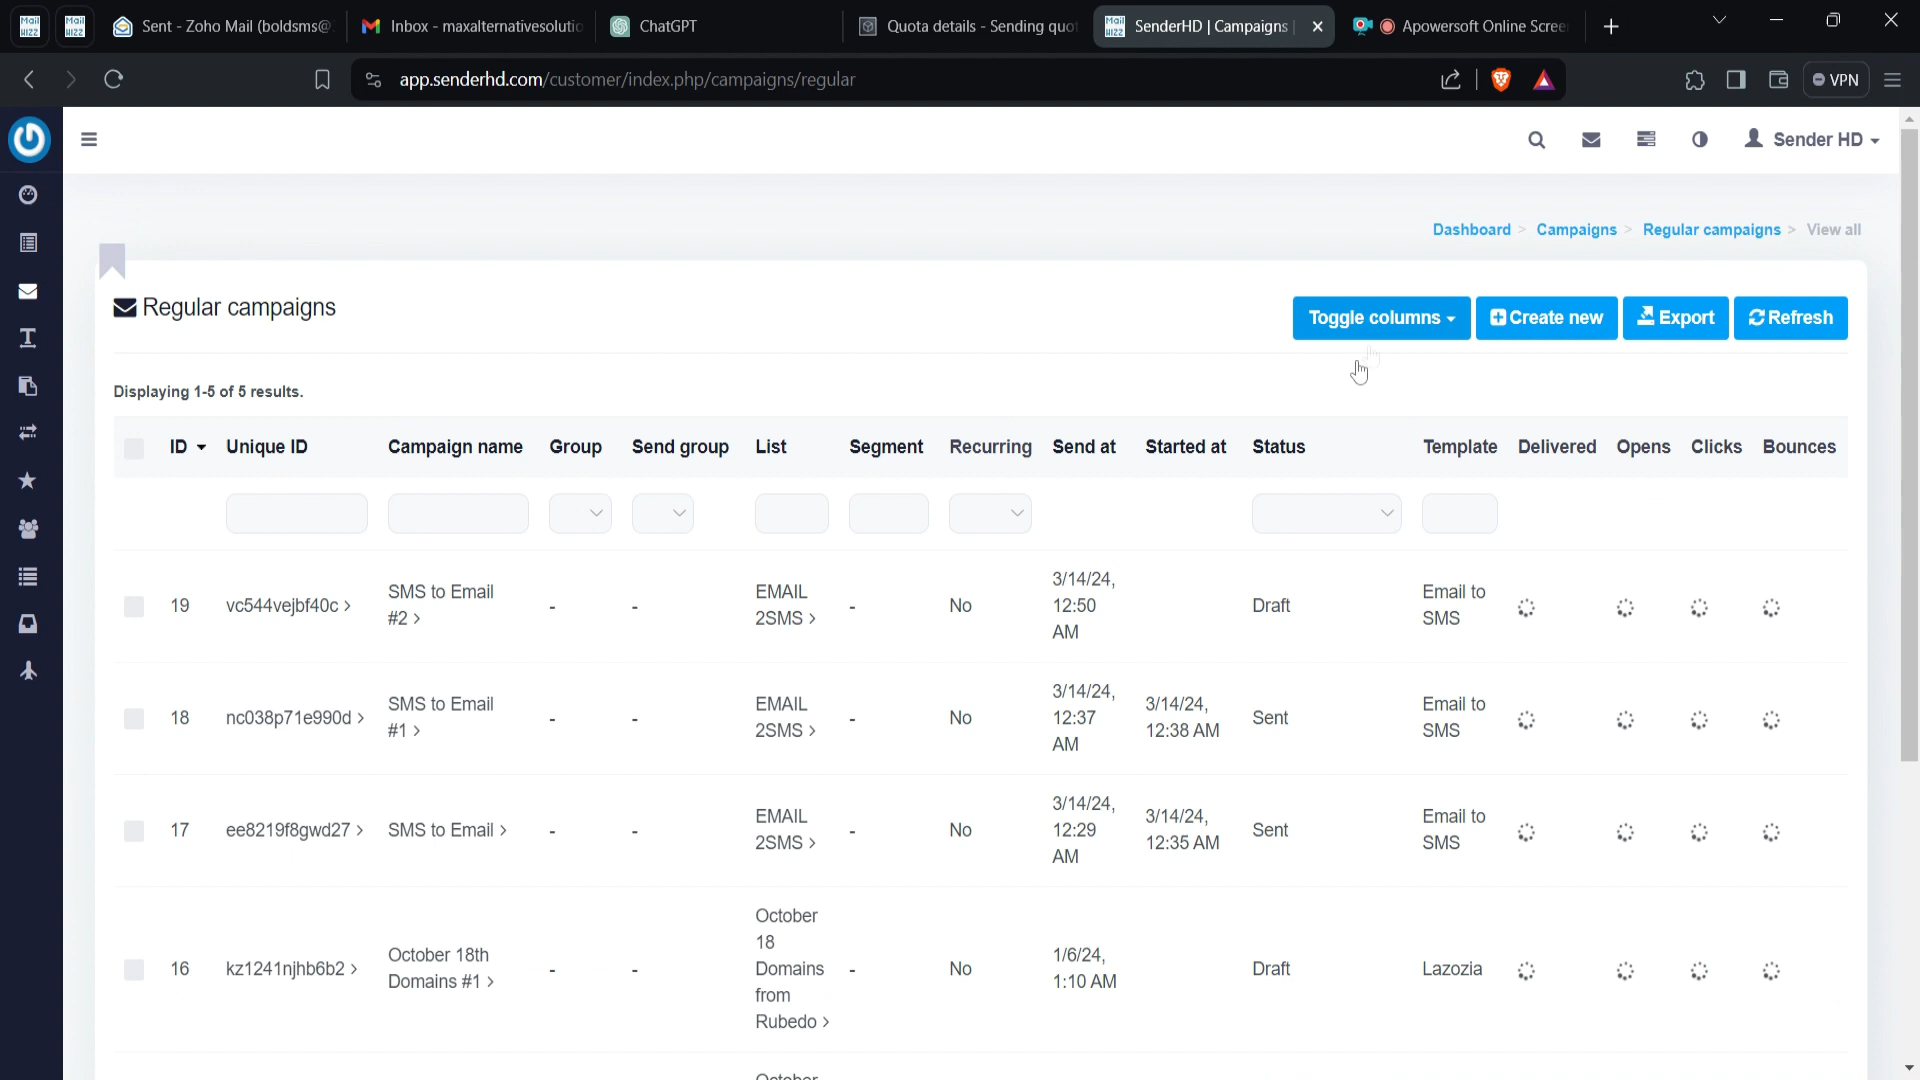 Mail WIZZ
Mail WIZZ
Sent - Zoho Mail (boldsms@
Inbox - maxalternativesolutio
ChatGPT
Quota details - Sending quot
Mail WIZZ
SenderHD | Campaigns |
Apowersoft Online Scree
app.senderhd.com/customer/index.php/campaigns/regular
VPN
Sender HD
Dashboard > Campaigns > Regular campaigns > View all
Regular campaigns
Toggle columns
Create new
Export
Refresh
Displaying 1-5 of 5 results.
ID Unique ID Campaign name Group Send group List Segment Recurring Send at Started at Status Template Delivered Opens Clicks Bounces
19 vc544vejbf40c >
SMS to Email
#2 >
-
-
EMAIL
2SMS >
-
No
3/14/24,
12:50
AM
Draft
Email to
SMS
18 nc038p71e990d >
SMS to Email
#1 >
-
-
EMAIL
2SMS >
-
No
3/14/24,
12:37
AM
3/14/24,
12:38 AM
Sent
Email to
SMS
17 ee8219f8gwd27 >
SMS to Email >
-
-
EMAIL
2SMS >
-
No
3/14/24,
12:29
AM
3/14/24,
12:35 AM
Sent
Email to
SMS
16 kz1241njhb6b2 >
October 18th
Domains #1 >
-
-
October
18
Domains
from
Rubedo >
-
No
1/6/24,
1:10 AM
Draft
Lazozia
October